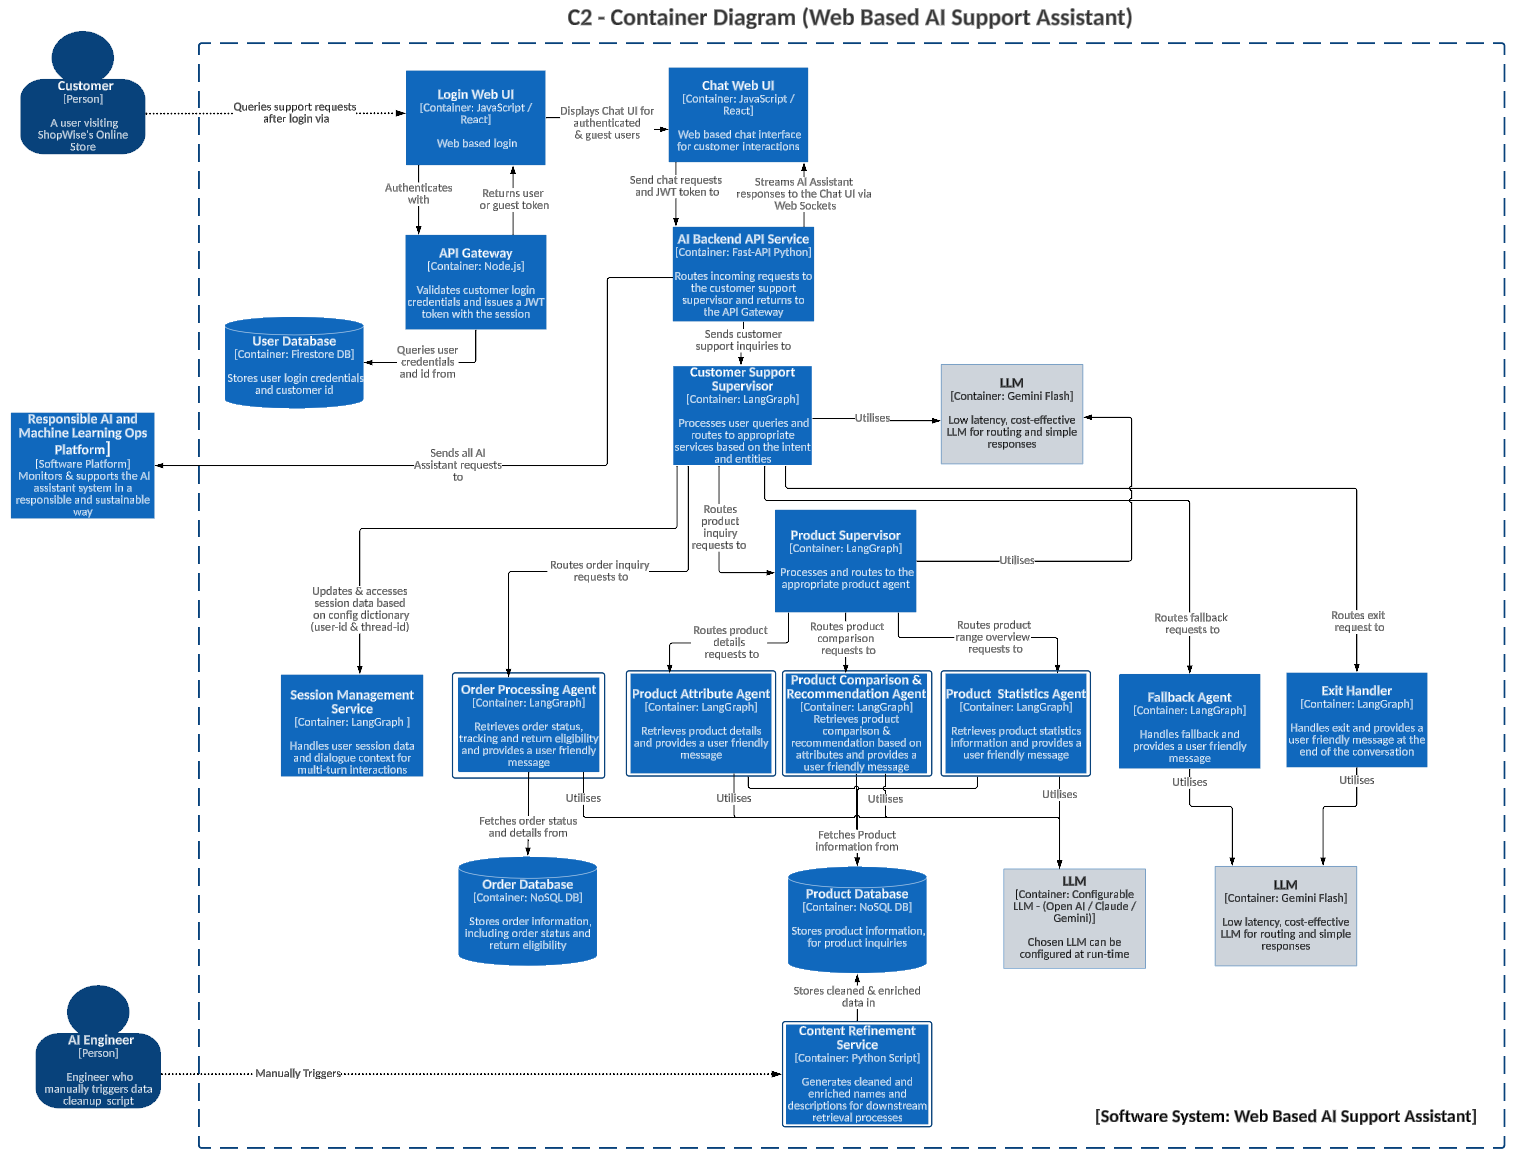 C2 - Container Diagram (Web Based AI Support Assistant)
Customer
[Person]
A user visiting
ShopWise's Online
Store
Queries support requests
after login via
Login Web UI
[Container: JavaScript /
React]
Web based login
Displays Chat UI for
authenticated
& guest users
Chat Web UI
[Container: JavaScript /
React]
Web based chat interface
for customer interactions
Authenticates
with
Returns user
or guest token
Send chat requests
and JWT token to
Streams AI Assistant
responses to the Chat UI via
Web Sockets
API Gateway
[Container: Node.js]
Validates customer login
credentials and issues a JWT
token with the session
AI Backend API Service
[Container: Fast-API Python]
Routes incoming requests to
the customer support
supervisor and returns to
the API Gateway
User Database
[Container: Firestore DB]
Stores user login credentials
and customer id
Queries user
credentials
and id from
Sends customer
support inquiries to
Customer Support
Supervisor
[Container: LangGraph]
Processes user queries and
routes to appropriate
services based on the intent
and entities
Utilises
LLM
[Container: Gemini Flash]
Low latency, cost-effective
LLM for routing and simple
responses
Responsible AI and
Machine Learning Ops
Platform]
[Software Platform]
Monitors & supports the AI
assistant system in a
responsible and sustainable
way
Sends all AI
Assistant requests
to
Routes
product
inquiry
requests to
Product Supervisor
[Container: LangGraph]
Processes and routes to the
appropriate product agent
Utilises
Routes order inquiry
requests to
Updates & accesses
session data based
on config dictionary
(user-id & thread-id)
Routes product
details
requests to
Routes product
comparison
requests to
Routes product
range overview
requests to
Routes fallback
requests to
Routes exit
request to
Session Management
Service
[Container: LangGraph ]
Handles user session data
and dialogue context for
multi-turn interactions
Order Processing Agent
[Container: LangGraph]
Retrieves order status,
tracking and return eligibility
and provides a user friendly
message
Product Attribute Agent
[Container: LangGraph]
Retrieves product details
and provides a user friendly
message
Product Comparison &
Recommendation Agent
[Container: LangGraph]
Retrieves product
comparison &
recommendation based on
attributes and provides a
user friendly message
Product  Statistics Agent
[Container: LangGraph]
Retrieves product statistics
information and provides a
user friendly message
Fallback Agent
[Container: LangGraph]
Handles fallback and
provides a user friendly
message
Exit Handler
[Container: LangGraph]
Handles exit and provides a
user friendly message at the
end of the conversation
Utilises
Utilises
Utilises
Utilises
Utilises
Utilises
Fetches order status
and details from
Fetches Product
information from
Order Database
[Container: NoSQL DB]
Stores order information,
including order status and
return eligibility
Product Database
[Container: NoSQL DB]
Stores product information,
for product inquiries
LLM
[Container: Configurable
LLM - (Open AI / Claude /
Gemini)]
Chosen LLM can be
configured at run-time
LLM
[Container: Gemini Flash]
Low latency, cost-effective
LLM for routing and simple
responses
Stores cleaned & enriched
data in
AI Engineer
[Person]
Engineer who
manually triggers data
cleanup  script
Manually Triggers
Content Refinement
Service
[Container: Python Script]
Generates cleaned and
enriched names and
descriptions for downstream
retrieval processes
[Software System: Web Based AI Support Assistant]